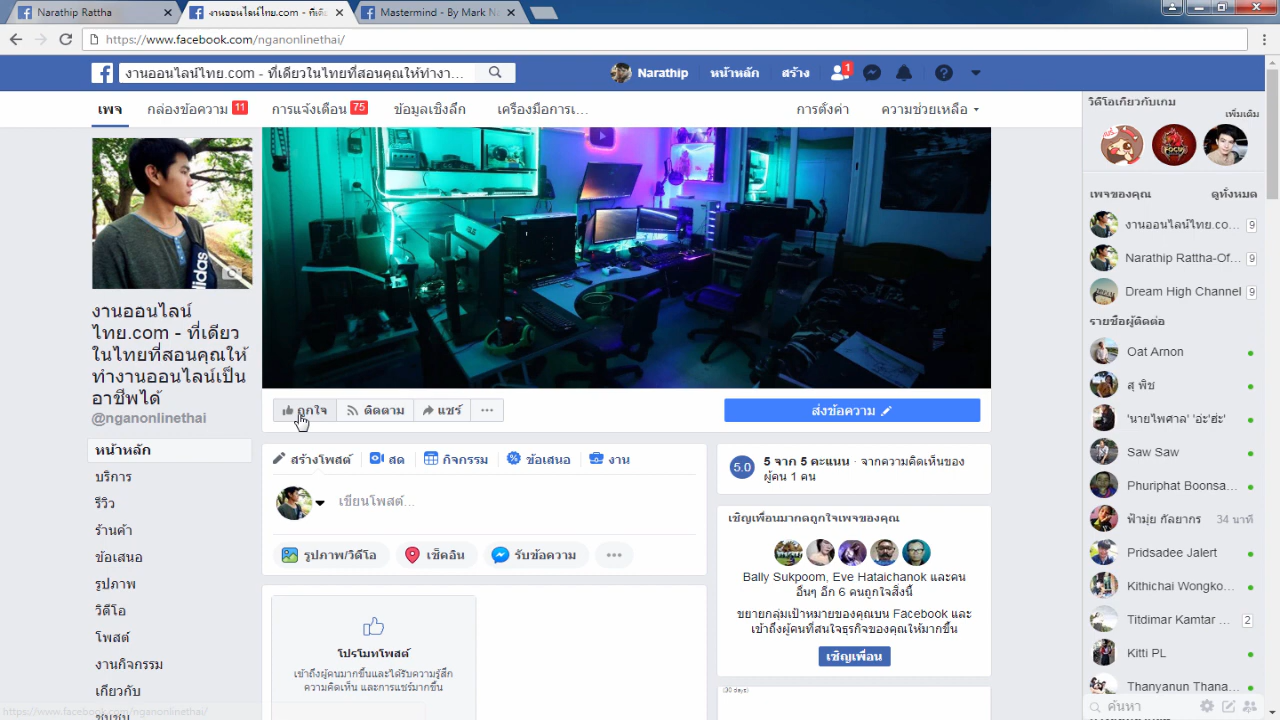 Narathip Rattha
งานออนไลน์ไทย.com - ที่เดีย
Mastermind - By Mark N
https://www.facebook.com/nganonlinethai/
งานออนไลน์ไทย.com - ที่เดียวในไทยที่สอนคุณให้ทำงา...
Narathip
หน้าหลัก
สร้าง
1
เพจ
กล่องข้อความ 11
การแจ้งเตือน 75
ข้อมูลเชิงลึก
เครื่องมือการเ...
การตั้งค่า
ความช่วยเหลือ
งานออนไลน์
ไทย.com - ที่เดียว
ในไทยที่สอนคุณให้
ทำงานออนไลน์เป็น
อาชีพได้
@nganonlinethai
หน้าหลัก
บริการ
รีวิว
ร้านค้า
ข้อเสนอ
รูปภาพ
วิดีโอ
โพสต์
งานกิจกรรม
เกี่ยวกับ
ชุมชน
https://www.facebook.com/nganonlinethai/
adidas
ถูกใจ
ติดตาม
แชร์
ส่งข้อความ
สร้างโพสต์
สด
กิจกรรม
ข้อเสนอ
งาน
เขียนโพสต์...
รูปภาพ/วิดีโอ
เช็คอิน
รับข้อความ
โปรโมทโพสต์
เข้าถึงผู้คนมากขึ้นและได้รับความรู้สึก
ความคิดเห็น และการแชร์มากขึ้น
5.0
5 จาก 5 คะแนน · จากความคิดเห็นของ
ผู้คน 1 คน
เชิญเพื่อนมากดถูกใจเพจของคุณ
Bally Sukpoom, Eve Hataichanok และคน
อื่นๆ อีก 6 คนถูกใจสิ่งนี้
ขยายกลุ่มเป้าหมายของคุณบน Facebook และ
เข้าถึงผู้คนที่สนใจธุรกิจของคุณให้มากขึ้น
เชิญเพื่อน
(30 days)
วิดีโอเกี่ยวกับเกม
เพิ่มเติม
FOCUS
เพจของคุณ
ดูทั้งหมด
งานออนไลน์ไทย.co... 9
Narathip Rattha-Of... 9
Dream High Channel 9
รายชื่อผู้ติดต่อ
Oat Arnon
สุ พิช
'นายไพศาล' 'อ่ะ'ฮ่ะ'
Saw Saw
Phuriphat Boonsa...
ฟ้ามุ่ย กัลยากร 34 นาที
Pridsadee Jalert
Kithichai Wongko...
Titdimar Kamtar ... 2
Kitti PL
Thanyanun Thana...
ค้นหา